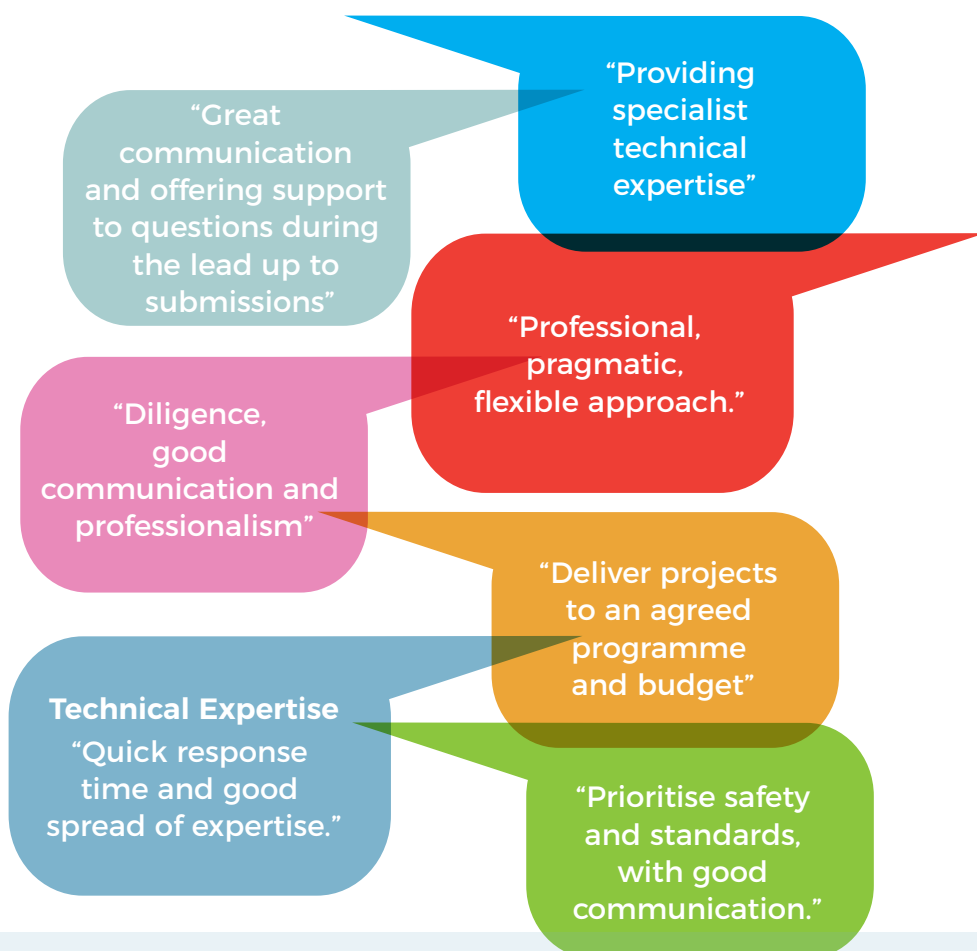 “Providing
specialist
technical
expertise”
“Great
communication
and offering support
to questions during
the lead up to
submissions”
“Professional,
pragmatic,
flexible approach.”
“Diligence,
good
communication and
professionalism”
“Deliver projects
to an agreed
programme
and budget”
Technical Expertise
“Quick response
time and good
spread of expertise.”
“Prioritise safety
and standards,
with good
communication.”